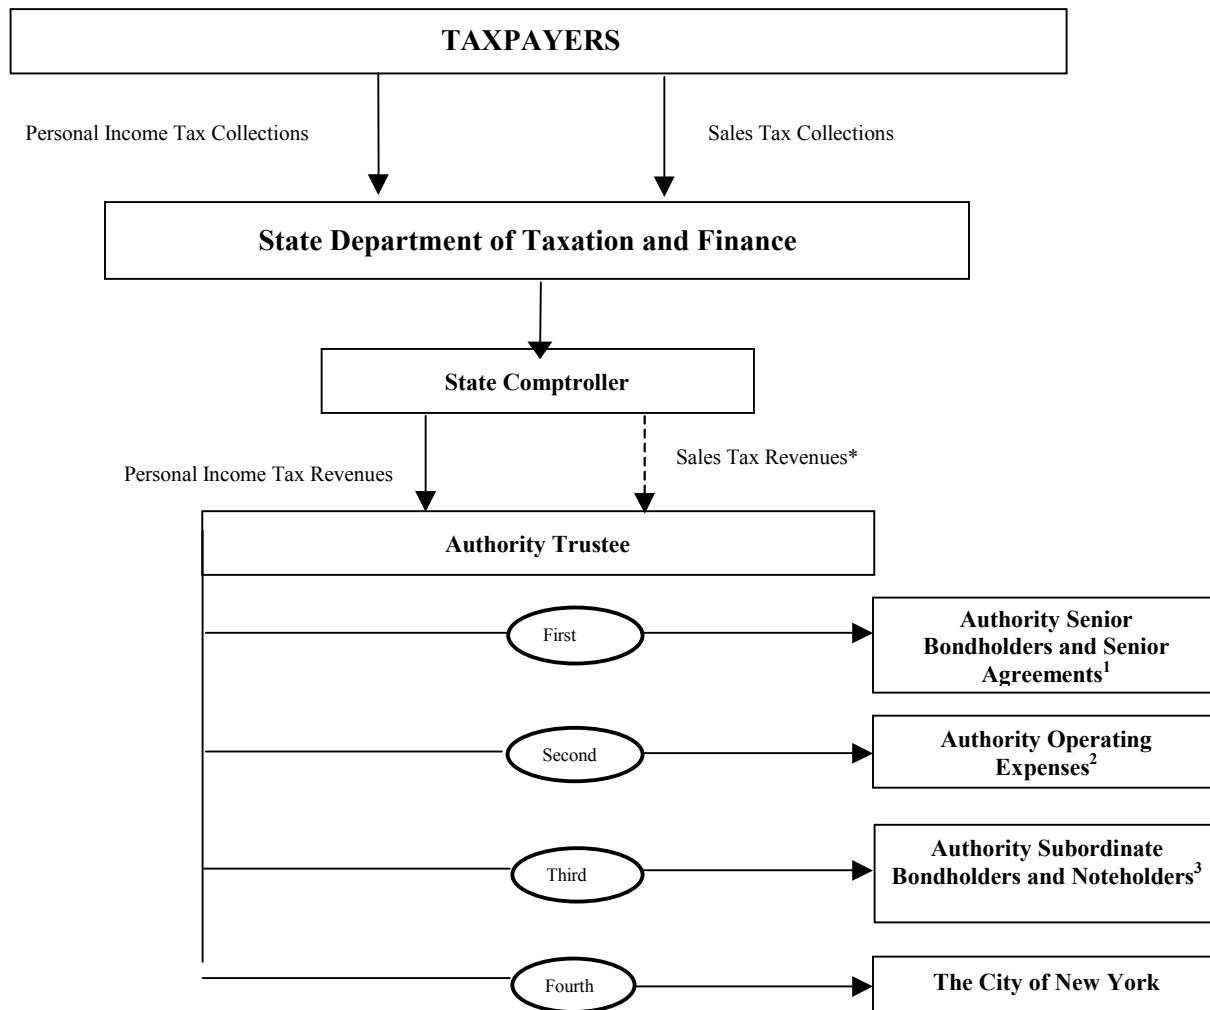 TAXPAYERS
Personal Income Tax Collections
Sales Tax Collections
State Department of Taxation and Finance
State Comptroller
Personal Income Tax Revenues
Sales Tax Revenues*
Authority Trustee
First
Authority Senior
Bondholders and Senior
Agreements¹
Second
Authority Operating
Expenses²
Third
Authority Subordinate
Bondholders and Noteholders³
Fourth
The City of New York